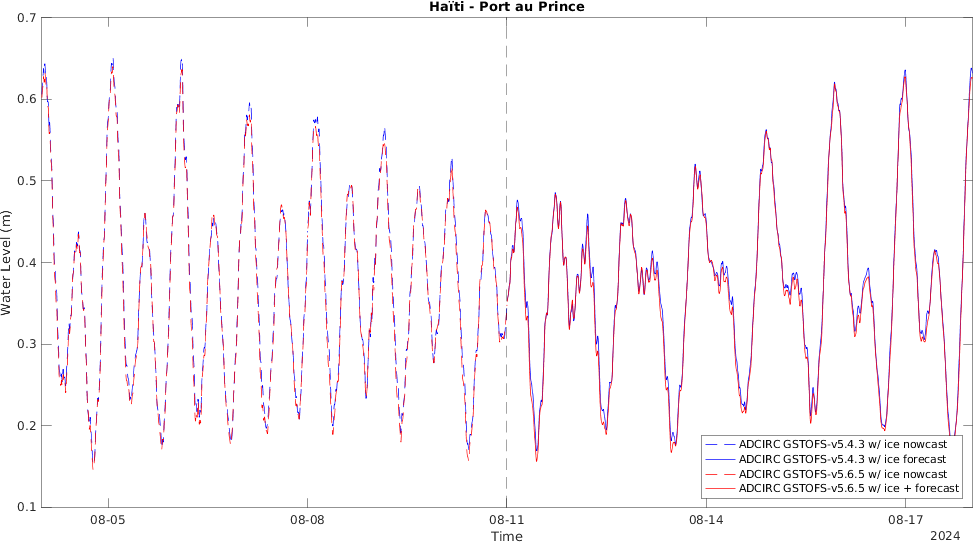 Haïti - Port au Prince
Water Level (m)
0.7
0.6
0.5
0.4
0.3
0.2
0.1
ADCIRC GSTOFS-v5.4.3 w/ ice nowcast
ADCIRC GSTOFS-v5.4.3 w/ ice forecast
ADCIRC GSTOFS-v5.6.5 w/ ice nowcast
ADCIRC GSTOFS-v5.6.5 w/ ice + forecast
08-05 08-08 08-11 08-14 08-17
Time
2024